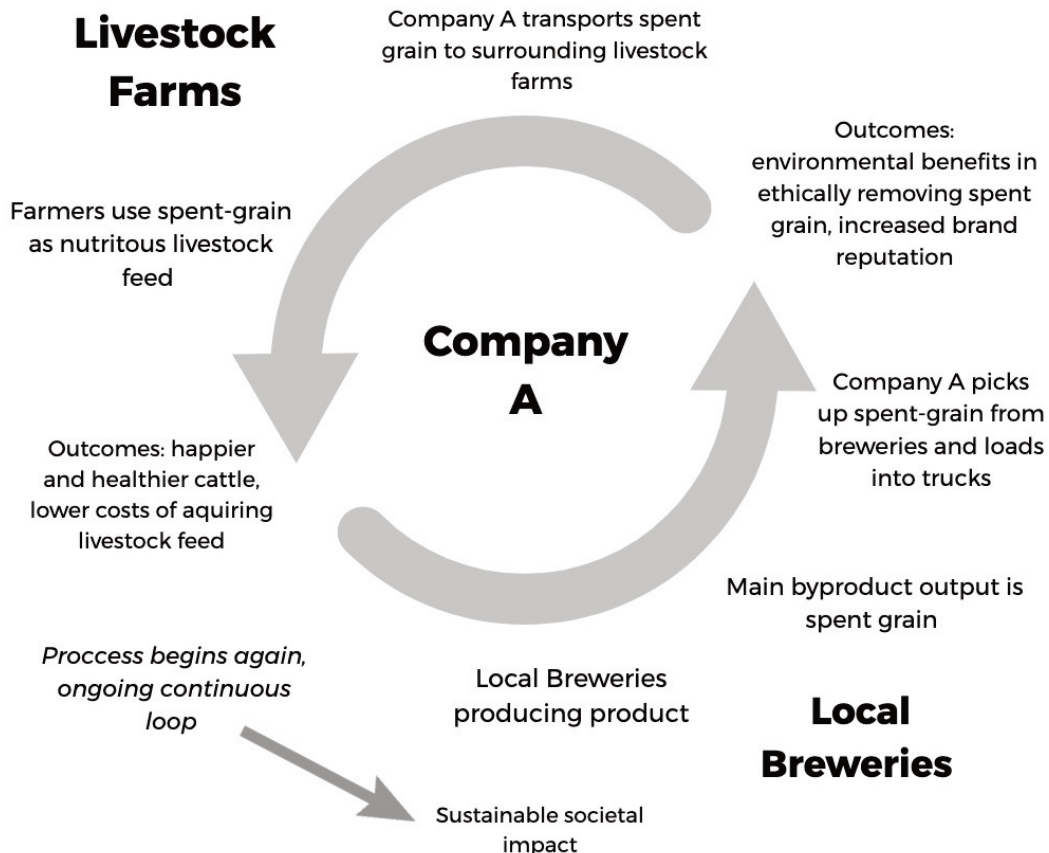 Livestock
Farms
Company A transports spent
grain to surrounding livestock
farms
Outcomes:
environmental benefits in
ethically removing spent
grain, increased brand
reputation
Farmers use spent-grain
as nutritous livestock
feed
Company
A
Company A picks
up spent-grain from
breweries and loads
into trucks
Outcomes: happier
and healthier cattle,
lower costs of aquiring
livestock feed
Main byproduct output is
spent grain
Proccess begins again,
ongoing continuous
loop
Local Breweries
producing product
Local
Breweries
Sustainable societal
impact